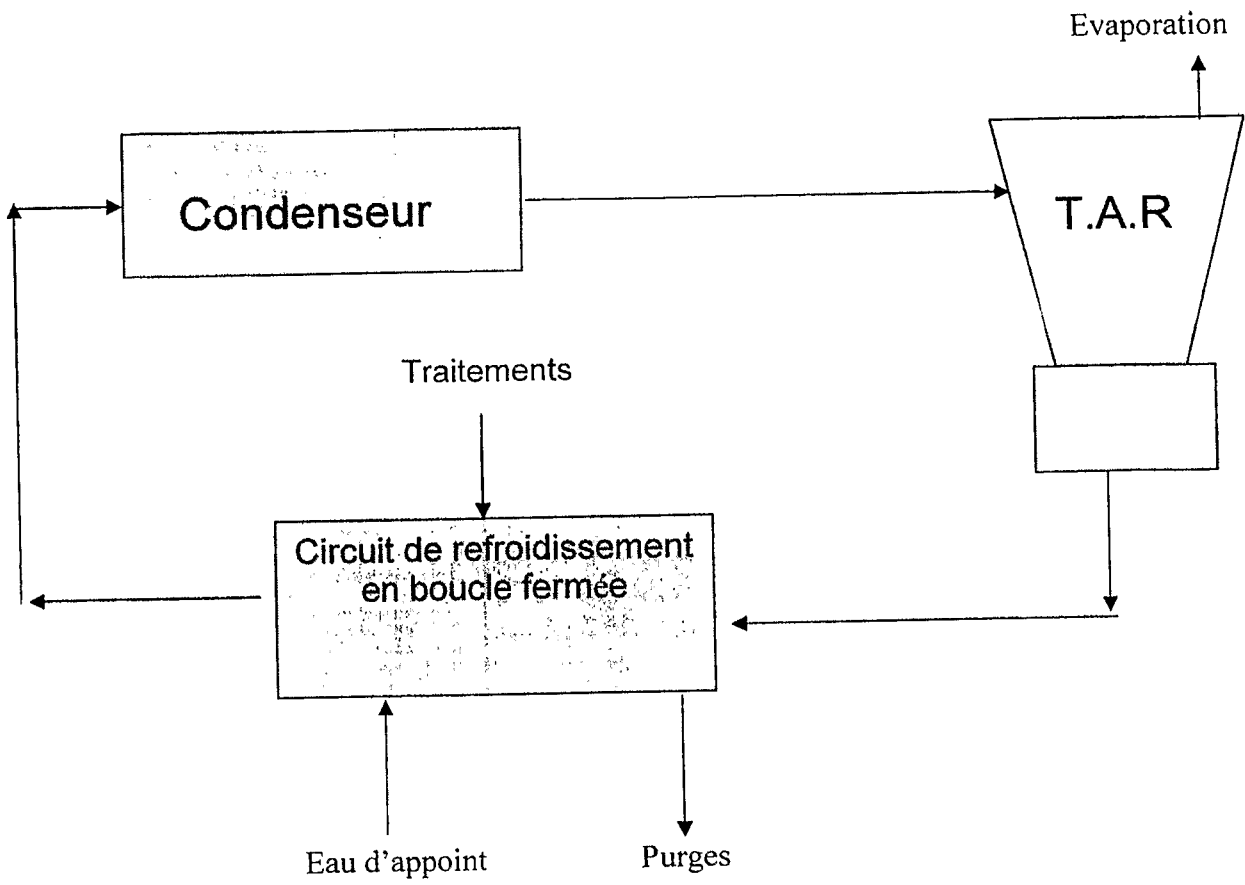 Evaporation
Condenseur
T.A.R
Traitements
Circuit de refroidissement
en boucle fermée
Eau d'appoint
Purges